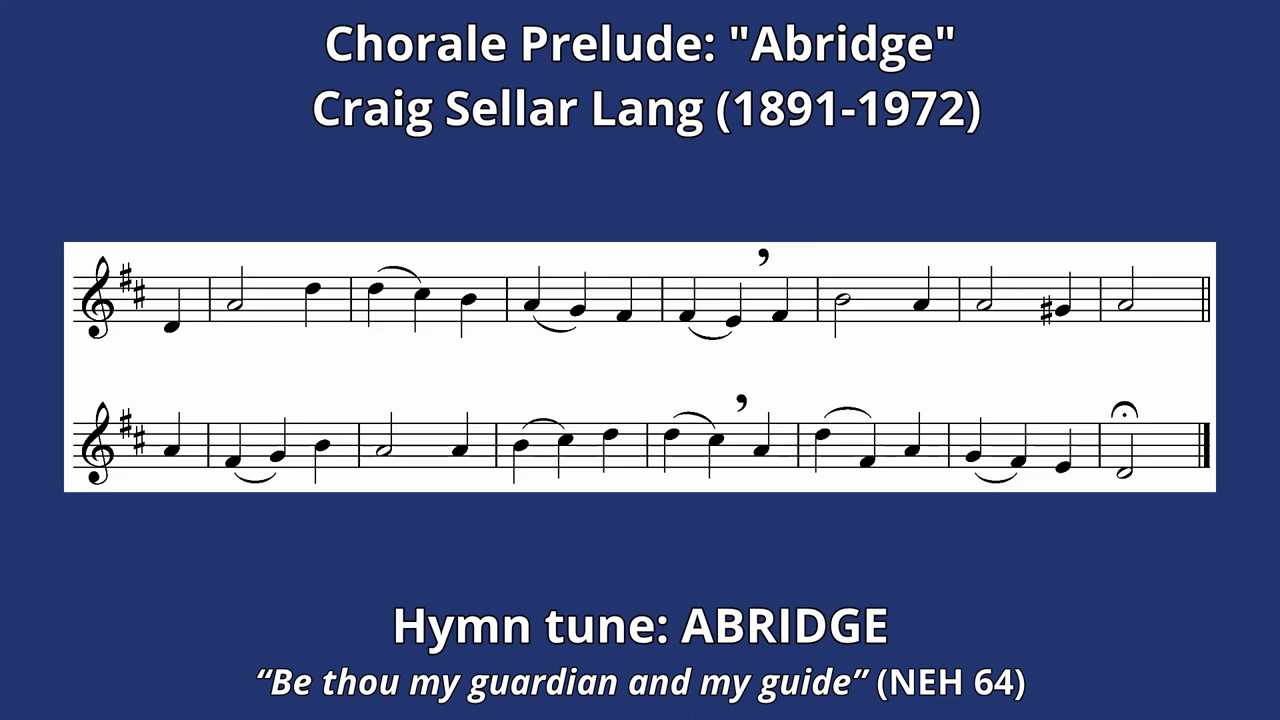 Chorale Prelude: "Abridge"
Craig Sellar Lang (1891-1972)
Hymn tune: ABRIDGE
“Be thou my guardian and my guide” (NEH 64)